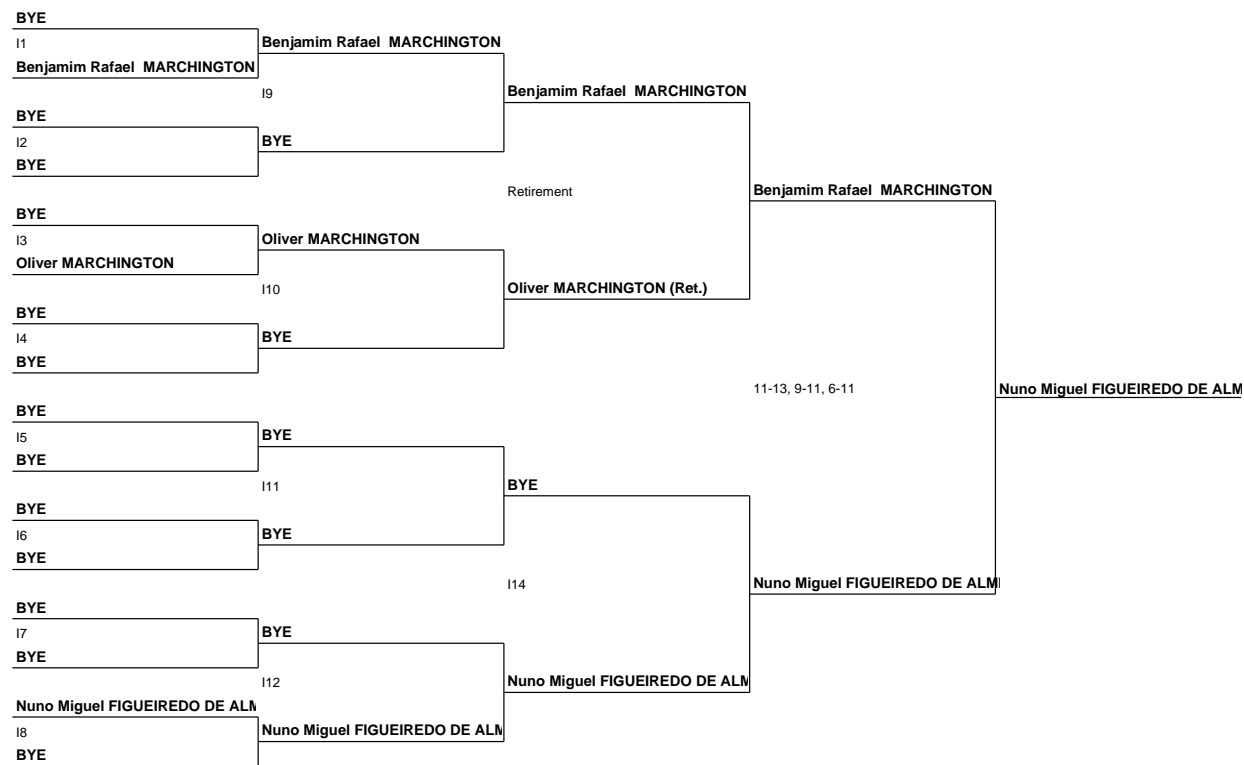 BYE
I1
Benjamim Rafael  MARCHINGTON
Benjamim Rafael  MARCHINGTON
I9
Benjamim Rafael  MARCHINGTON
BYE
I2
BYE
BYE
Retirement
Benjamim Rafael  MARCHINGTON
BYE
I3
Oliver MARCHINGTON
Oliver MARCHINGTON
I10
Oliver MARCHINGTON (Ret.)
BYE
I4
BYE
BYE
11-13, 9-11, 6-11
Nuno Miguel FIGUEIREDO DE ALM
BYE
I5
BYE
BYE
I11
BYE
BYE
I6
BYE
BYE
I14
Nuno Miguel FIGUEIREDO DE ALM
BYE
I7
BYE
BYE
I12
Nuno Miguel FIGUEIREDO DE ALM
Nuno Miguel FIGUEIREDO DE ALM
I8
Nuno Miguel FIGUEIREDO DE ALM
BYE